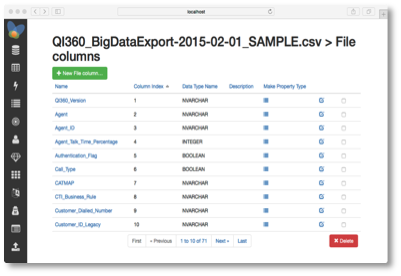 localhost
QI360_BigDataExport-2015-02-01_SAMPLE.csv > File
columns
+ New File column...
Name Column Index Data Type Name Description Make Property Type
QI360_Version 1 NVARCHAR
Agent 2 NVARCHAR
Agent_ID 3 NVARCHAR
Agent_Talk_Time_Percentage 4 INTEGER
Authentication_Flag 5 BOOLEAN
Call_Type 6 BOOLEAN
CATMAP 7 NVARCHAR
CTI_Business_Rule 8 NVARCHAR
Customer_Dialled_Number 9 NVARCHAR
Customer_ID_Legacy 10 NVARCHAR
First « Previous 1 to 10 of 71 Next » Last
× Delete